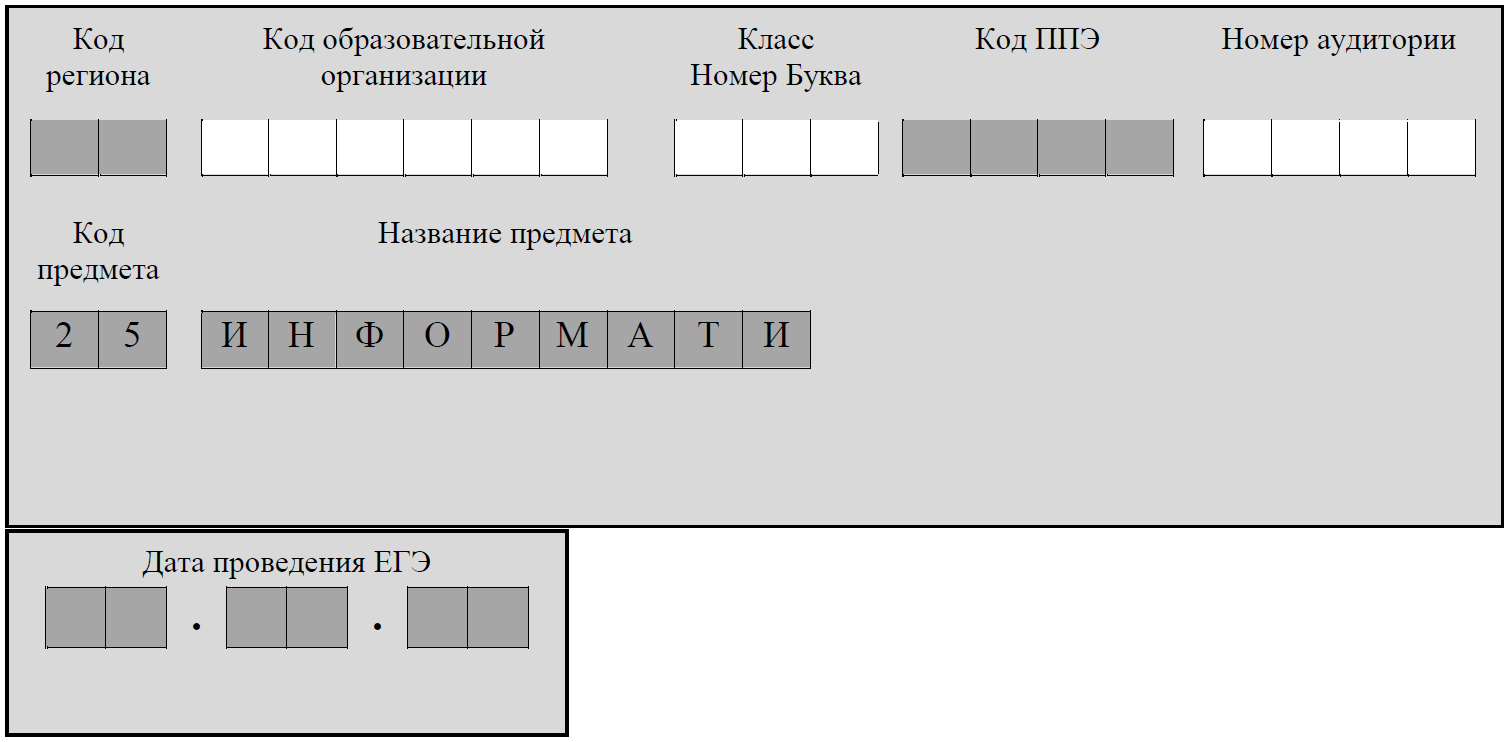 Код Код образовательной Класс Код ППЭ Номер аудитории
региона организации Номер Буква
Код Название предмета
предмета
2 5 И Н Ф О Р М А Т И
Дата проведения ЕГЭ
. .